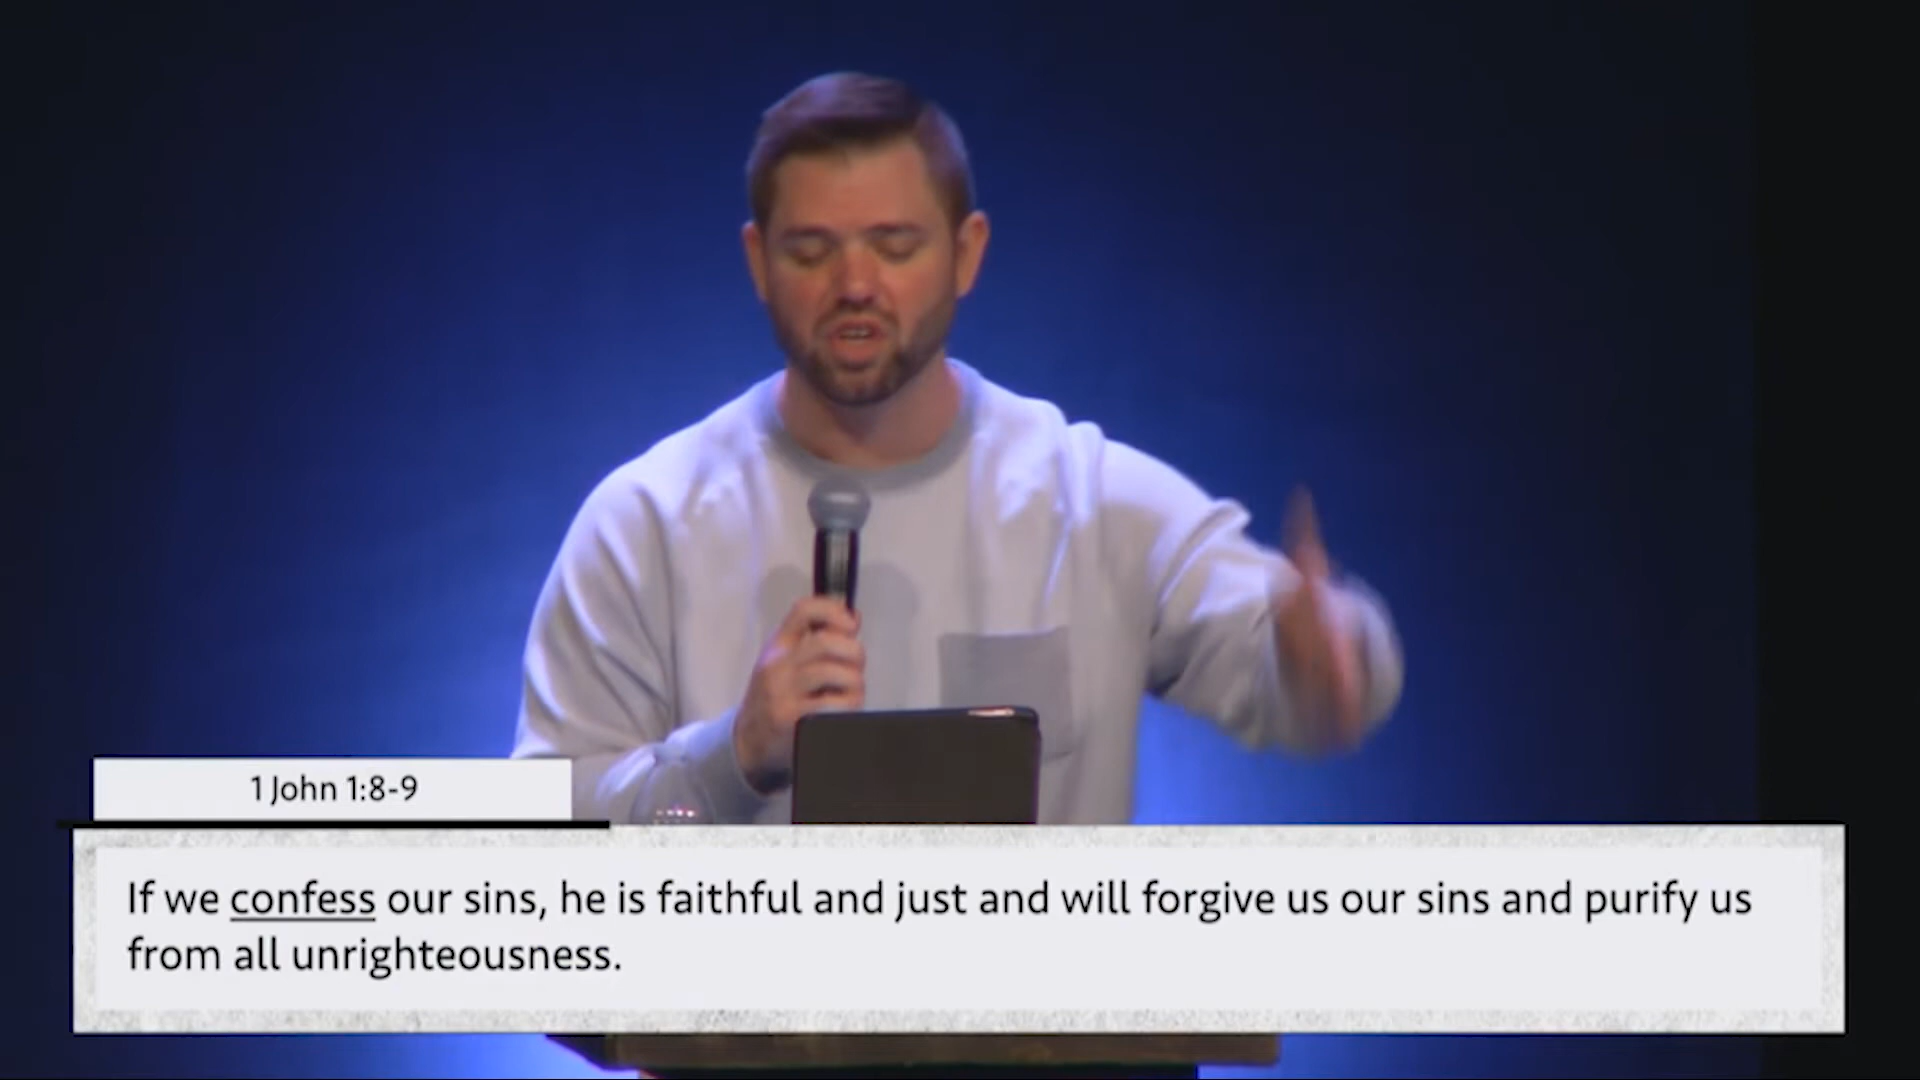 1 John 1:8-9
If we confess our sins, he is faithful and just and will forgive us our sins and purify us
from all unrighteousness.